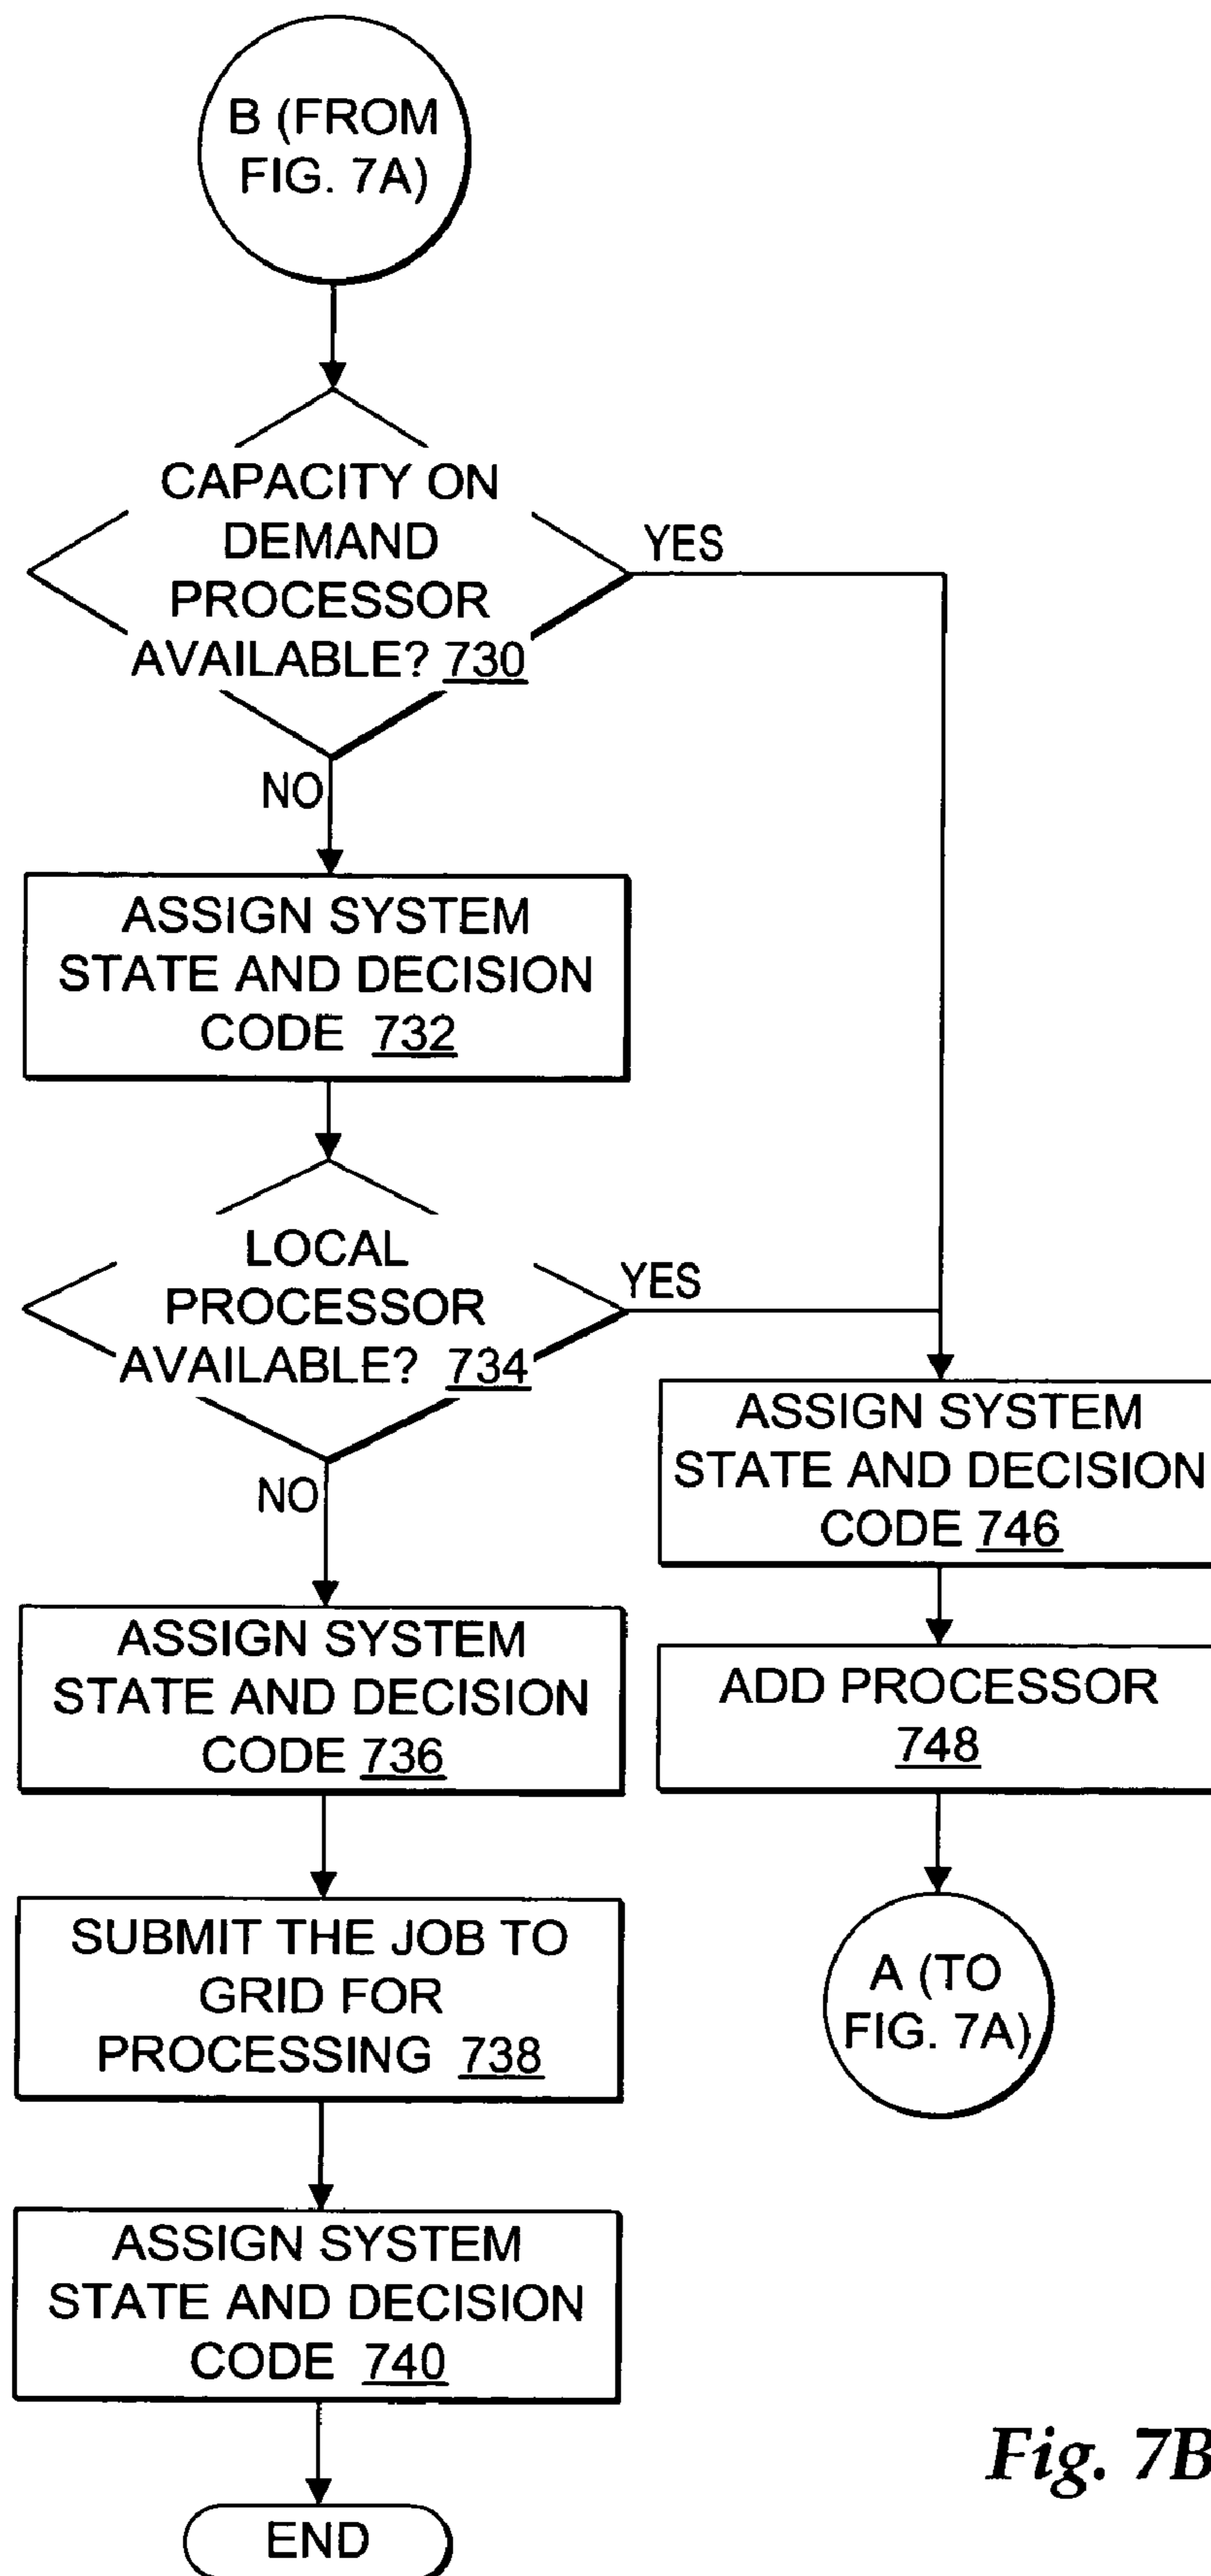 B (FROM
FIG. 7A)
CAPACITY ON
DEMAND
PROCESSOR
AVAILABLE? 730
YES
NO
ASSIGN SYSTEM
STATE AND DECISION
CODE 732
LOCAL
PROCESSOR
AVAILABLE? 734
YES
NO
ASSIGN SYSTEM
STATE AND DECISION
CODE 746
ASSIGN SYSTEM
STATE AND DECISION
CODE 736
ADD PROCESSOR
748
SUBMIT THE JOB TO
GRID FOR
PROCESSING 738
A (TO
FIG. 7A)
ASSIGN SYSTEM
STATE AND DECISION
CODE 740
END
Fig. 7B